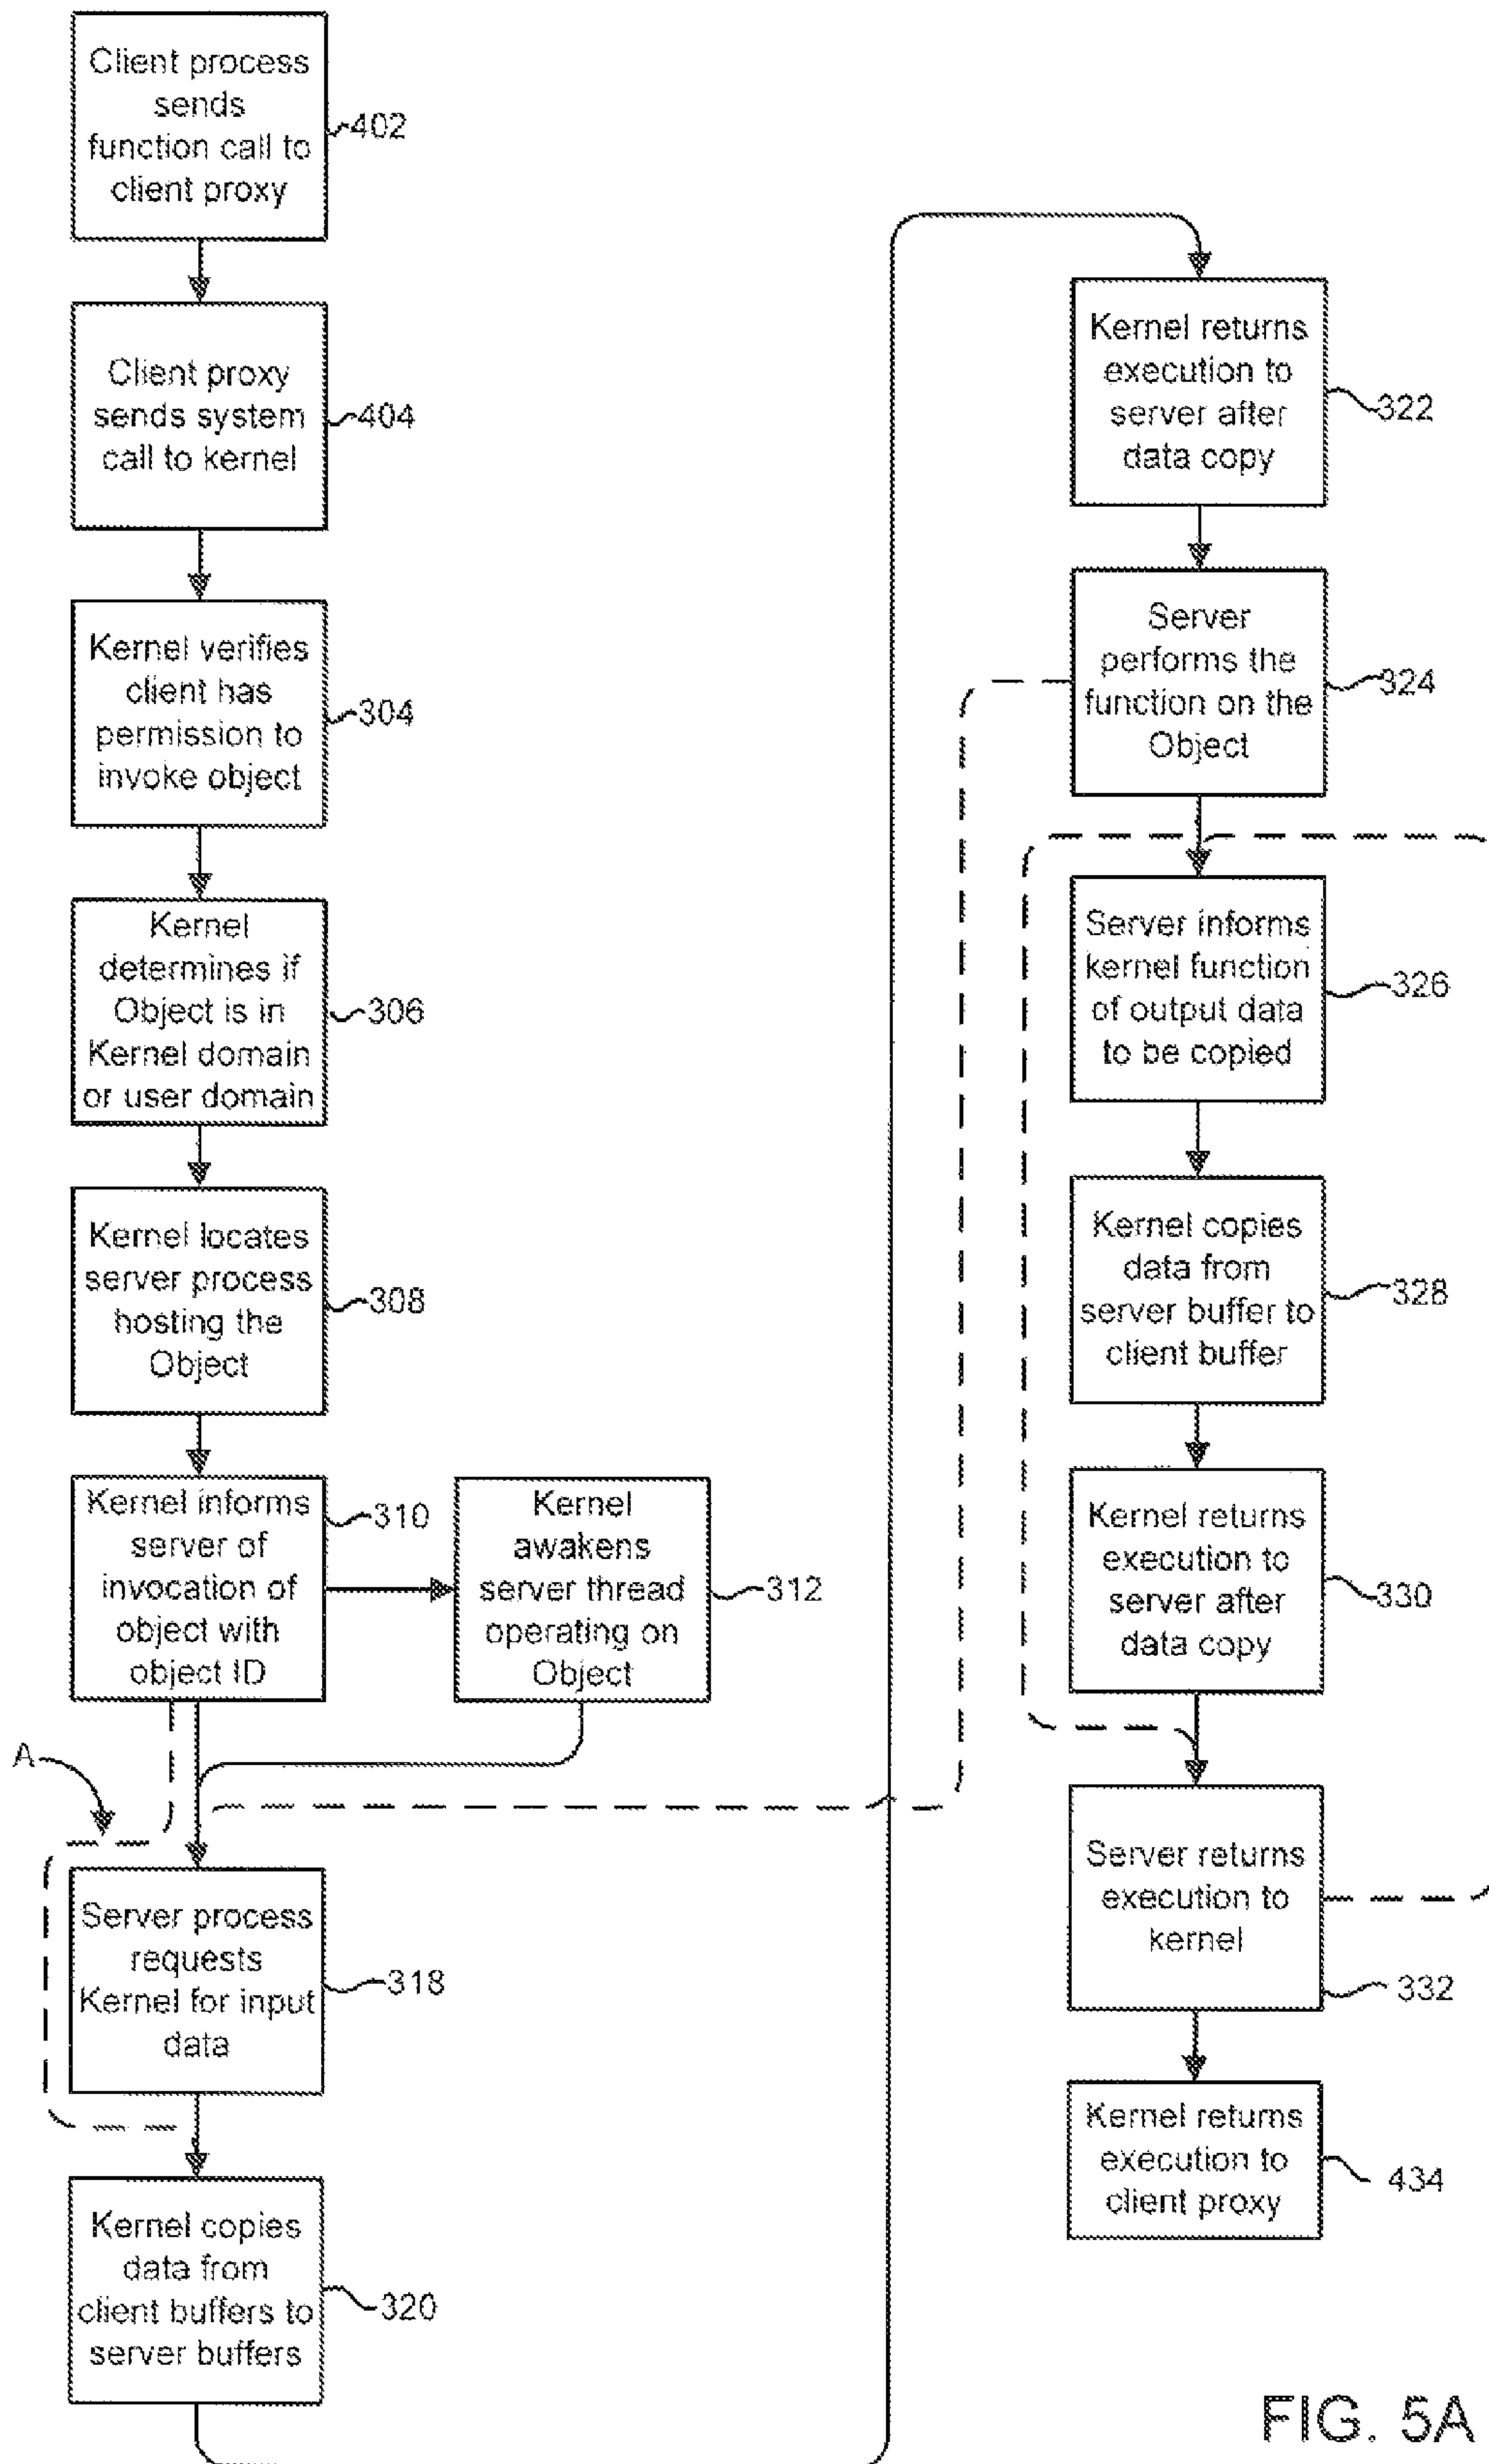 Client process
sends
function call to
client proxy
402
Client proxy
sends system
call to kernel
404
Kernel verifies
client has
permission to
invoke object
304
Kernel
determines if
Object is in
Kernel domain
or user domain
306
Kernel locates
server process
hosting the
Object
308
Kernel informs
server of
invocation of
object with
object ID
310
Kernel
awakens
server thread
operating on
Object
312
A
Server process
requests
Kernel for input
data
318
Kernel copies
data from
client buffers to
server buffers
320
Kernel returns
execution to
server after
data copy
322
Server
performs the
function on the
Object
324
Server informs
kernel function
of output data
to be copied
326
Kernel copies
data from
server buffer to
client buffer
328
Kernel returns
execution to
server after
data copy
330
Server returns
execution to
kernel
332
Kernel returns
execution to
client proxy
434
FIG. 5A